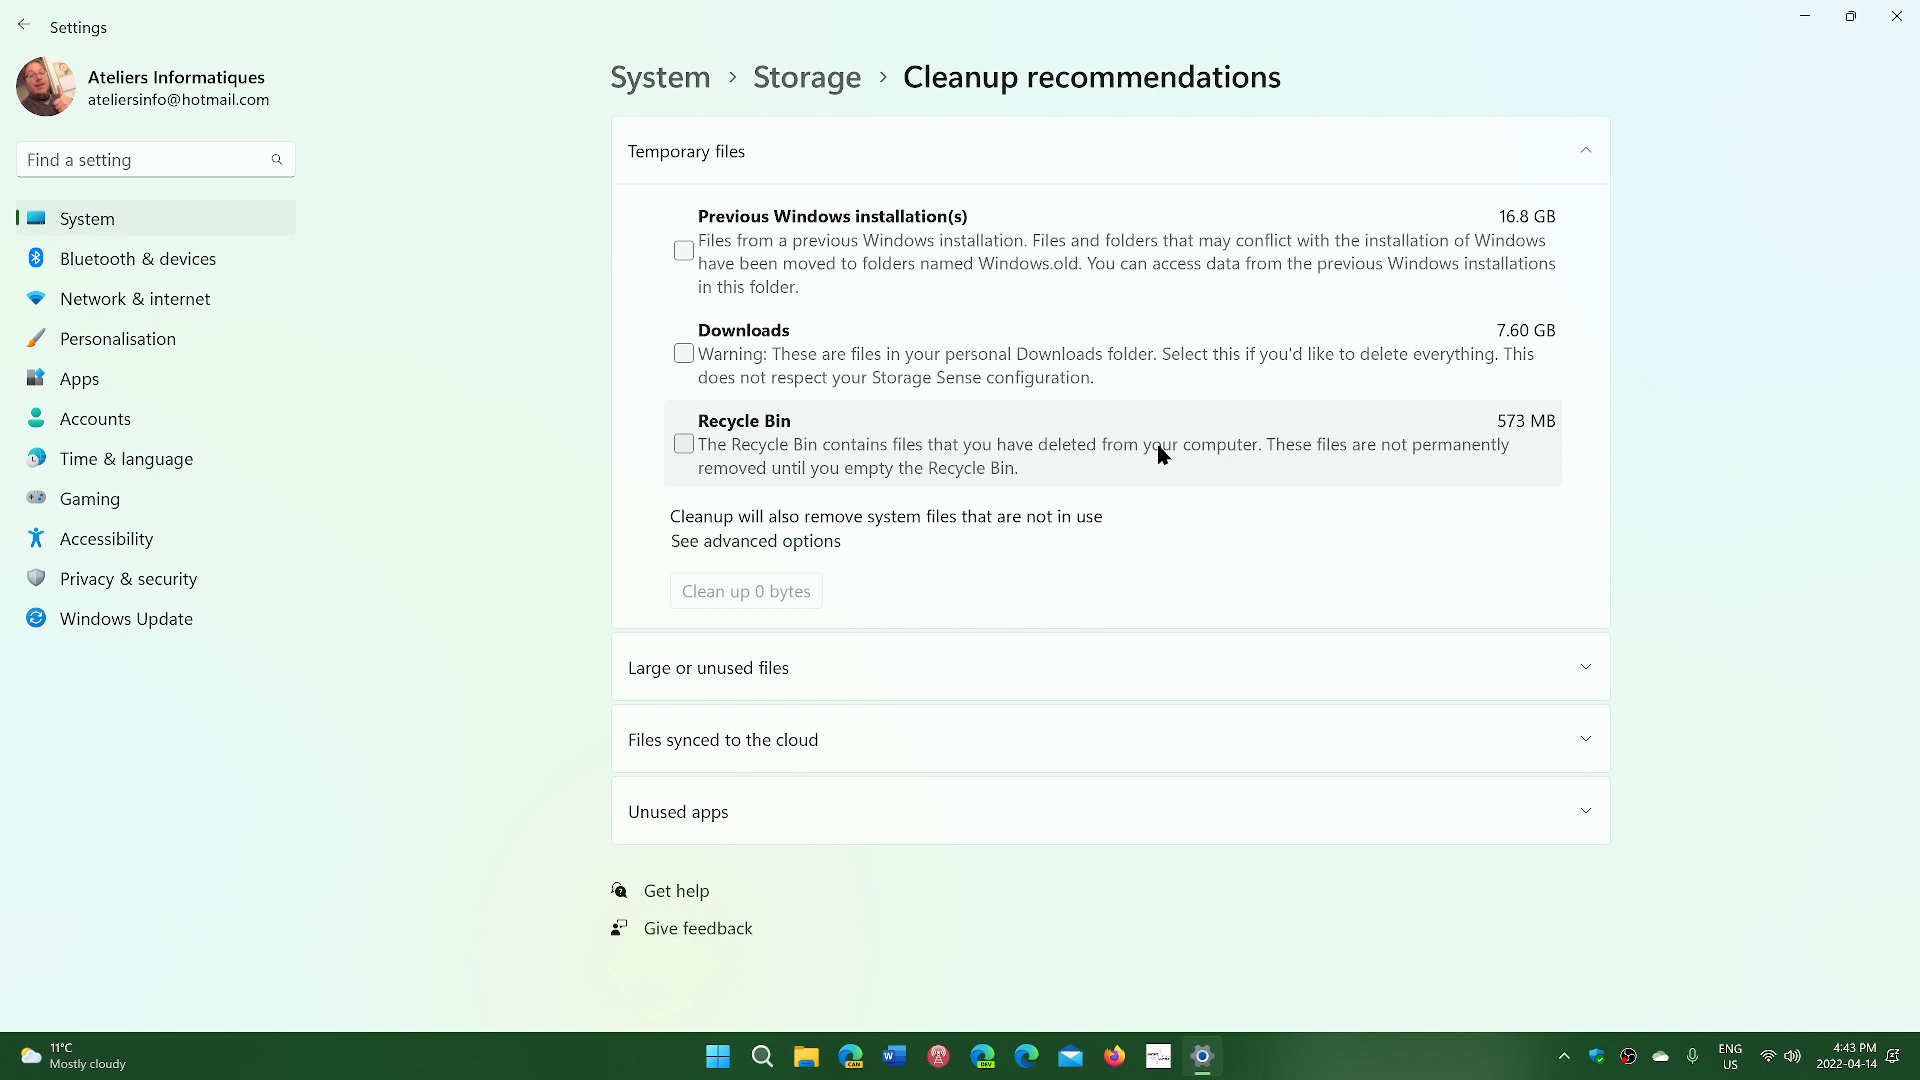 Settings
Ateliers Informatiques
ateliersinfo@hotmail.com
Find a setting
System
Bluetooth & devices
Network & internet
Personalisation
Apps
Accounts
Time & language
Gaming
Accessibility
Privacy & security
Windows Update
System > Storage > Cleanup recommendations
Temporary files
Previous Windows installation(s) 16.8 GB
Files from a previous Windows installation. Files and folders that may conflict with the installation of Windows
have been moved to folders named Windows.old. You can access data from the previous Windows installations
in this folder.
Downloads 7.60 GB
Warning: These are files in your personal Downloads folder. Select this if you'd like to delete everything. This
does not respect your Storage Sense configuration.
Recycle Bin 573 MB
The Recycle Bin contains files that you have deleted from your computer. These files are not permanently
removed until you empty the Recycle Bin.
Cleanup will also remove system files that are not in use
See advanced options
Clean up 0 bytes
Large or unused files
Files synced to the cloud
Unused apps
Get help
Give feedback
11°C
Mostly cloudy
CAN
W
DEV
ENG
US
4:43 PM
2022-04-14